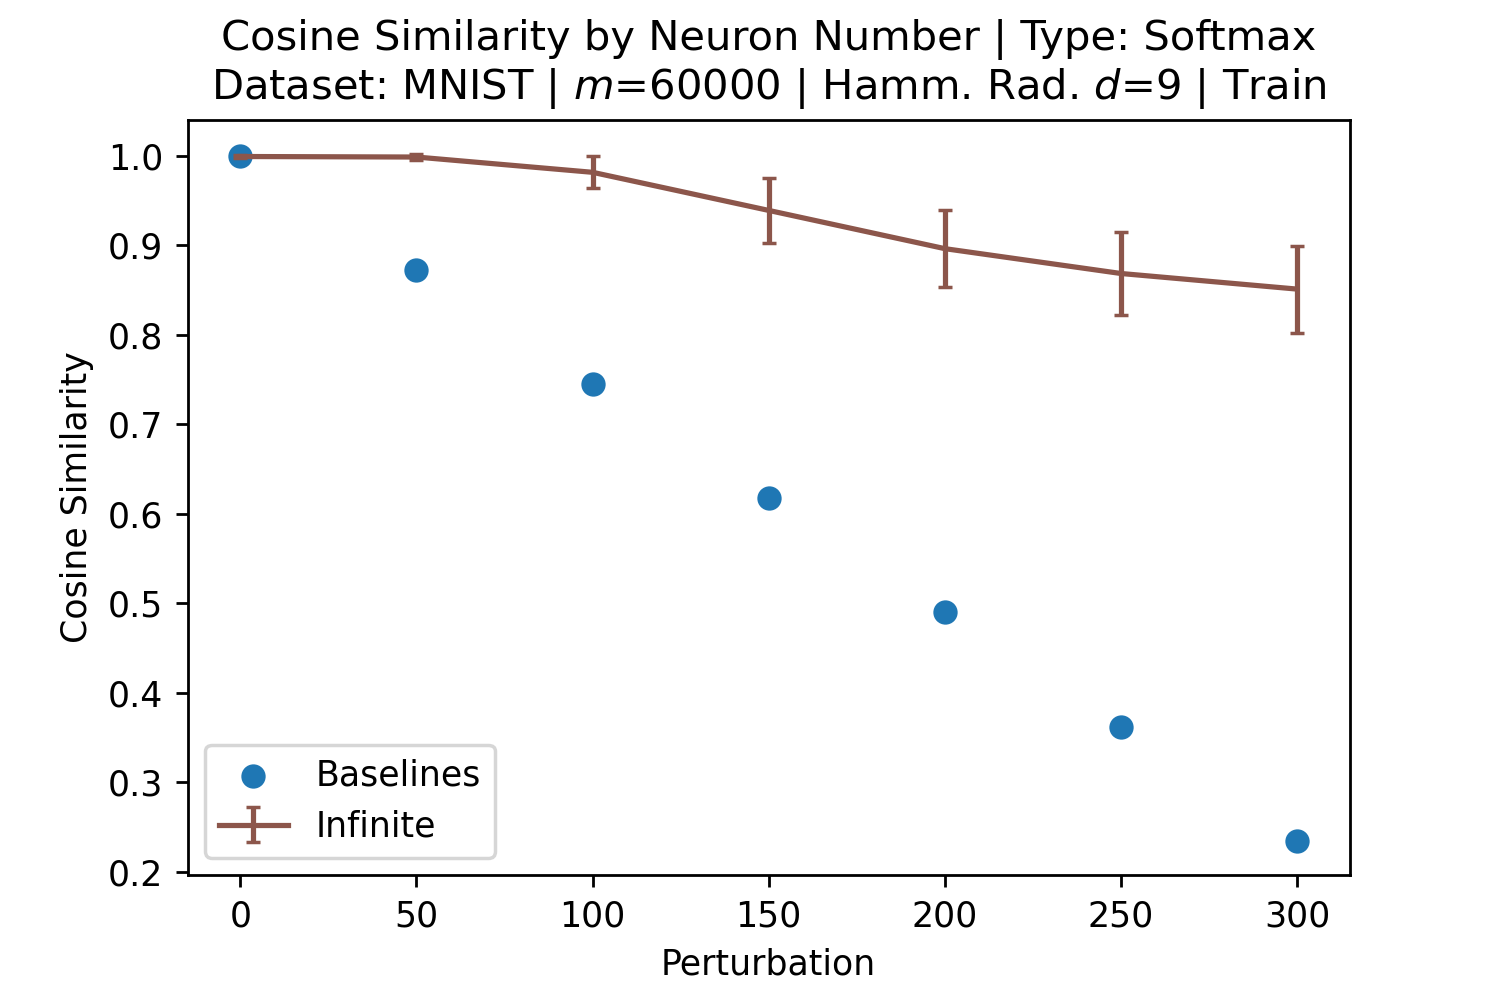 Cosine Similarity by Neuron Number | Type: Softmax
Dataset: MNIST | m=60000 | Hamm. Rad. d=9 | Train
1.0
0.9
0.8
0.7
0.6
0.5
0.4
0.3
0.2
Cosine Similarity
Baselines
Infinite
0 50 100 150 200 250 300
Perturbation